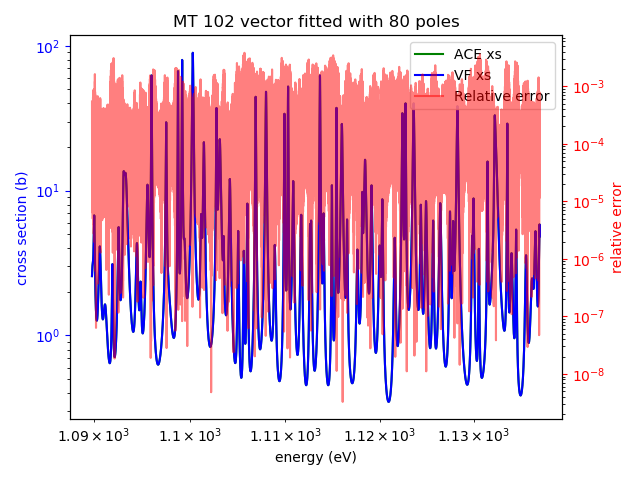 MT 102 vector fitted with 80 poles
ACE xs
VF xs
Relative error
cross section (b)
10²
10¹
10⁰
relative error
10⁻³
10⁻⁴
10⁻⁵
10⁻⁶
10⁻⁷
10⁻⁸
1.09 × 10³ 1.1 × 10³ 1.11 × 10³ 1.12 × 10³ 1.13 × 10³
energy (eV)